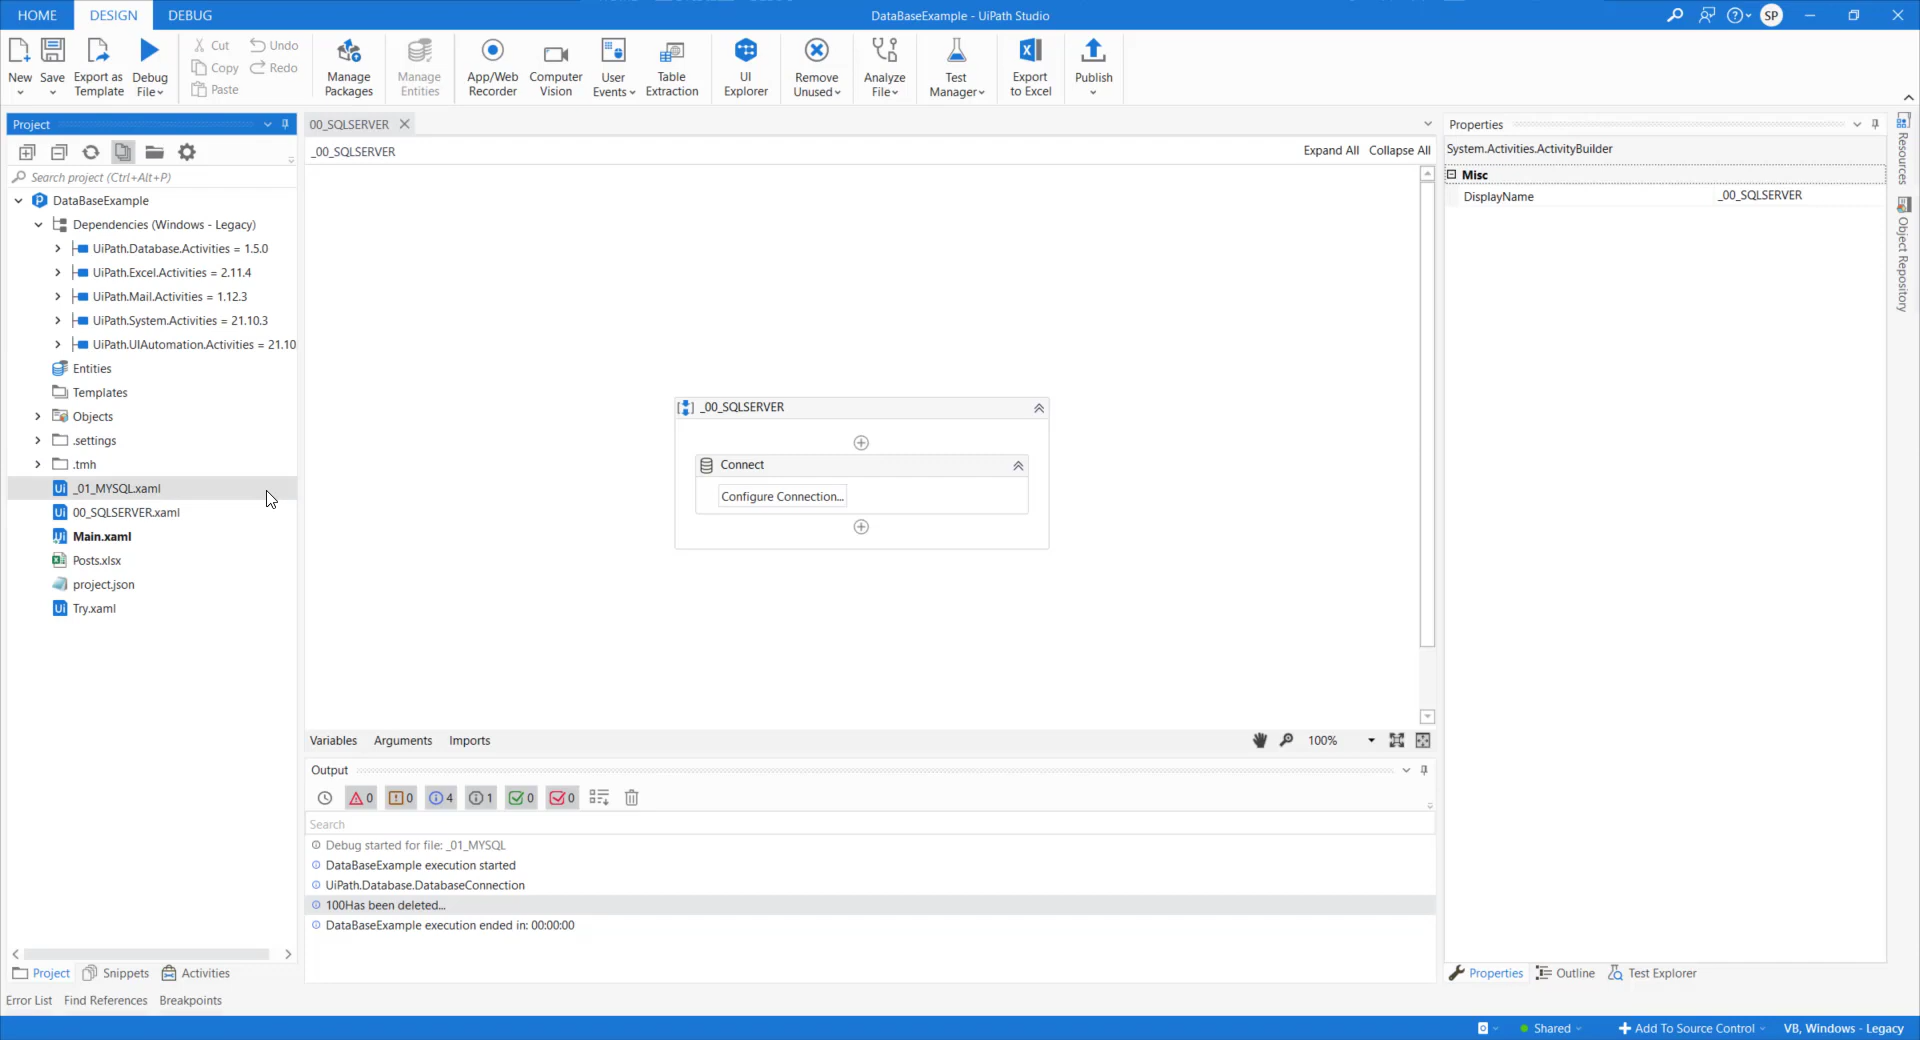 HOME
DESIGN
DEBUG
DataBaseExample - UiPath Studio
SP
New
Save
Export as Template
Debug File
Cut
Copy
Paste
Undo
Redo
Manage Packages
Manage Entities
App/Web Recorder
Computer Vision
User Events
Table Extraction
UI Explorer
Remove Unused
Analyze File
Test Manager
Export to Excel
Publish
Project
Search project (Ctrl+Alt+P)
DataBaseExample
Dependencies (Windows - Legacy)
UiPath.Database.Activities = 1.5.0
UiPath.Excel.Activities = 2.11.4
UiPath.Mail.Activities = 1.12.3
UiPath.System.Activities = 21.10.3
UiPath.UIAutomation.Activities = 21.10
Entities
Templates
Objects
.settings
.tmh
_01_MYSQL.xaml
00_SQLSERVER.xaml
Main.xaml
Posts.xlsx
project.json
Try.xaml
Project
Snippets
Activities
00_SQLSERVER
_00_SQLSERVER
Expand All
Collapse All
_00_SQLSERVER
Connect
Configure Connection...
Variables
Arguments
Imports
100%
Output
0
0
4
1
0
0
Search
Debug started for file: _01_MYSQL
DataBaseExample execution started
UiPath.Database.DatabaseConnection
100Has been deleted...
DataBaseExample execution ended in: 00:00:00
Properties
System.Activities.ActivityBuilder
Misc
DisplayName
_00_SQLSERVER
Properties
Outline
Test Explorer
Resources
Object Repository
Error List
Find References
Breakpoints
Shared
Add To Source Control
VB, Windows - Legacy